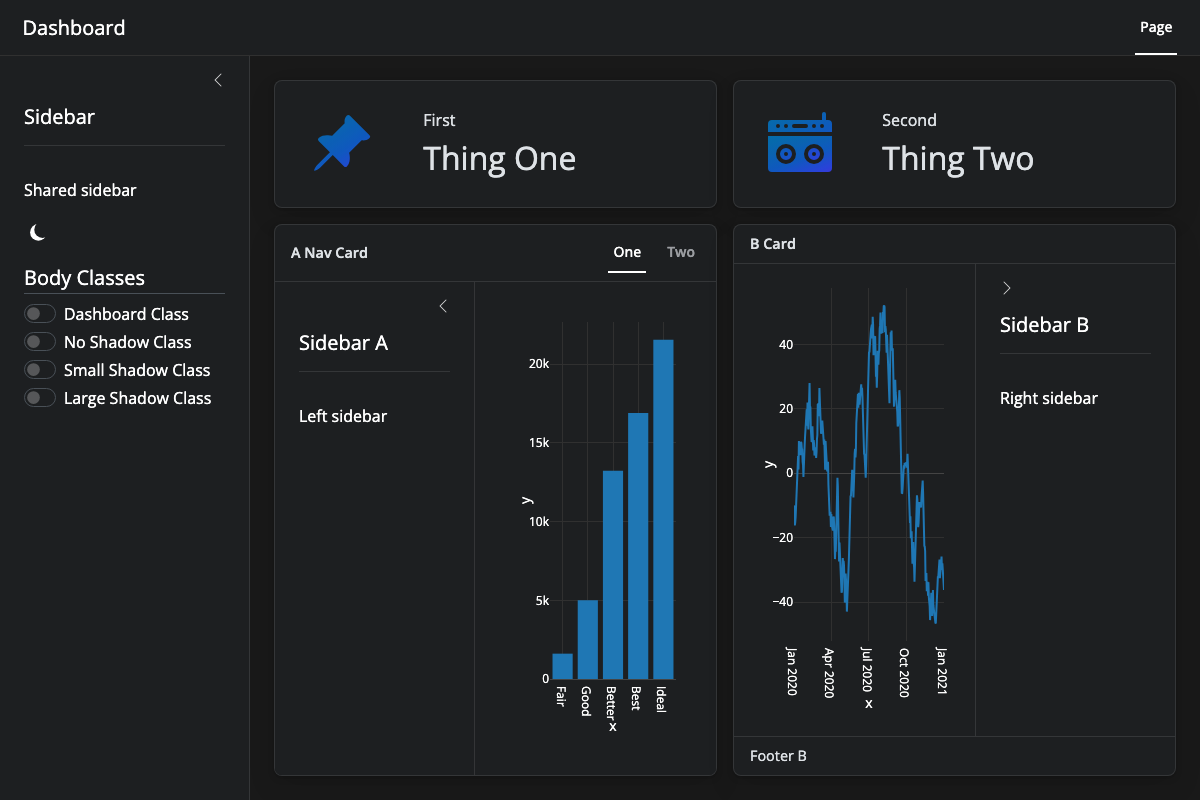 Dashboard
Page
Sidebar
Shared sidebar
Body Classes
Dashboard Class
No Shadow Class
Small Shadow Class
Large Shadow Class
First
Thing One
Second
Thing Two
A Nav Card
One
Two
Sidebar A
Left sidebar
20k
15k
10k
5k
0
y
Fair
Good
Better
Best
Ideal
x
B Card
40
20
0
−20
−40
y
Jan 2020
Apr 2020
Jul 2020
Oct 2020
Jan 2021
x
Sidebar B
Right sidebar
Footer B